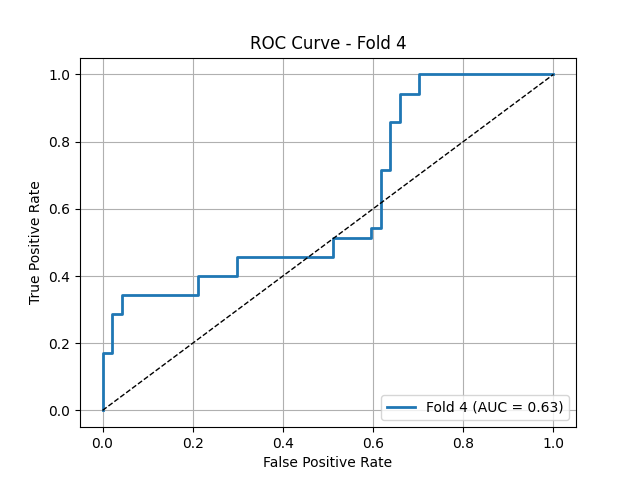 ROC Curve - Fold 4
True Positive Rate
1.0
0.8
0.6
0.4
0.2
0.0
0.0 0.2 0.4 0.6 0.8 1.0
False Positive Rate
Fold 4 (AUC = 0.63)